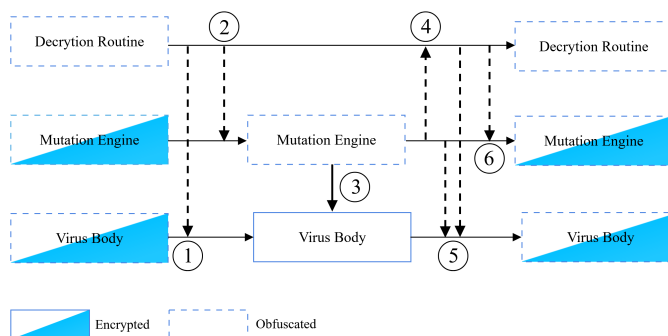 2
4
Decrytion Routine
Decrytion Routine
Mutation Engine
Mutation Engine
Mutation Engine
6
3
Virus Body
Virus Body
Virus Body
1
5
Encrypted
Obfuscated